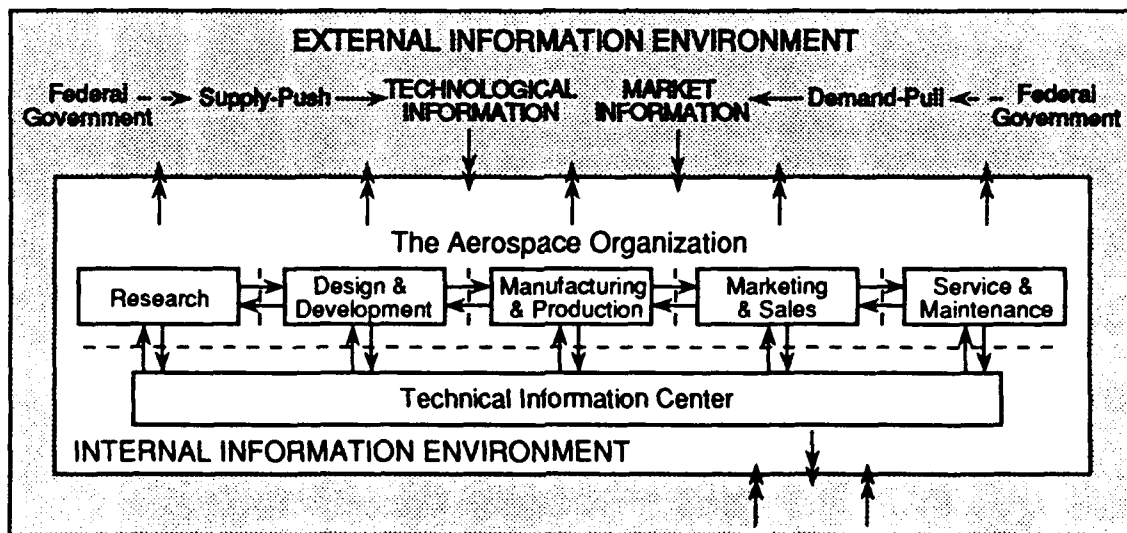 EXTERNAL INFORMATION ENVIRONMENT
Federal
Government
Supply-Push
TECHNOLOGICAL
INFORMATION
MARKET
INFORMATION
Demand-Pull
Federal
Government
The Aerospace Organization
Research
Design &
Development
Manufacturing
& Production
Marketing
& Sales
Service &
Maintenance
Technical Information Center
INTERNAL INFORMATION ENVIRONMENT